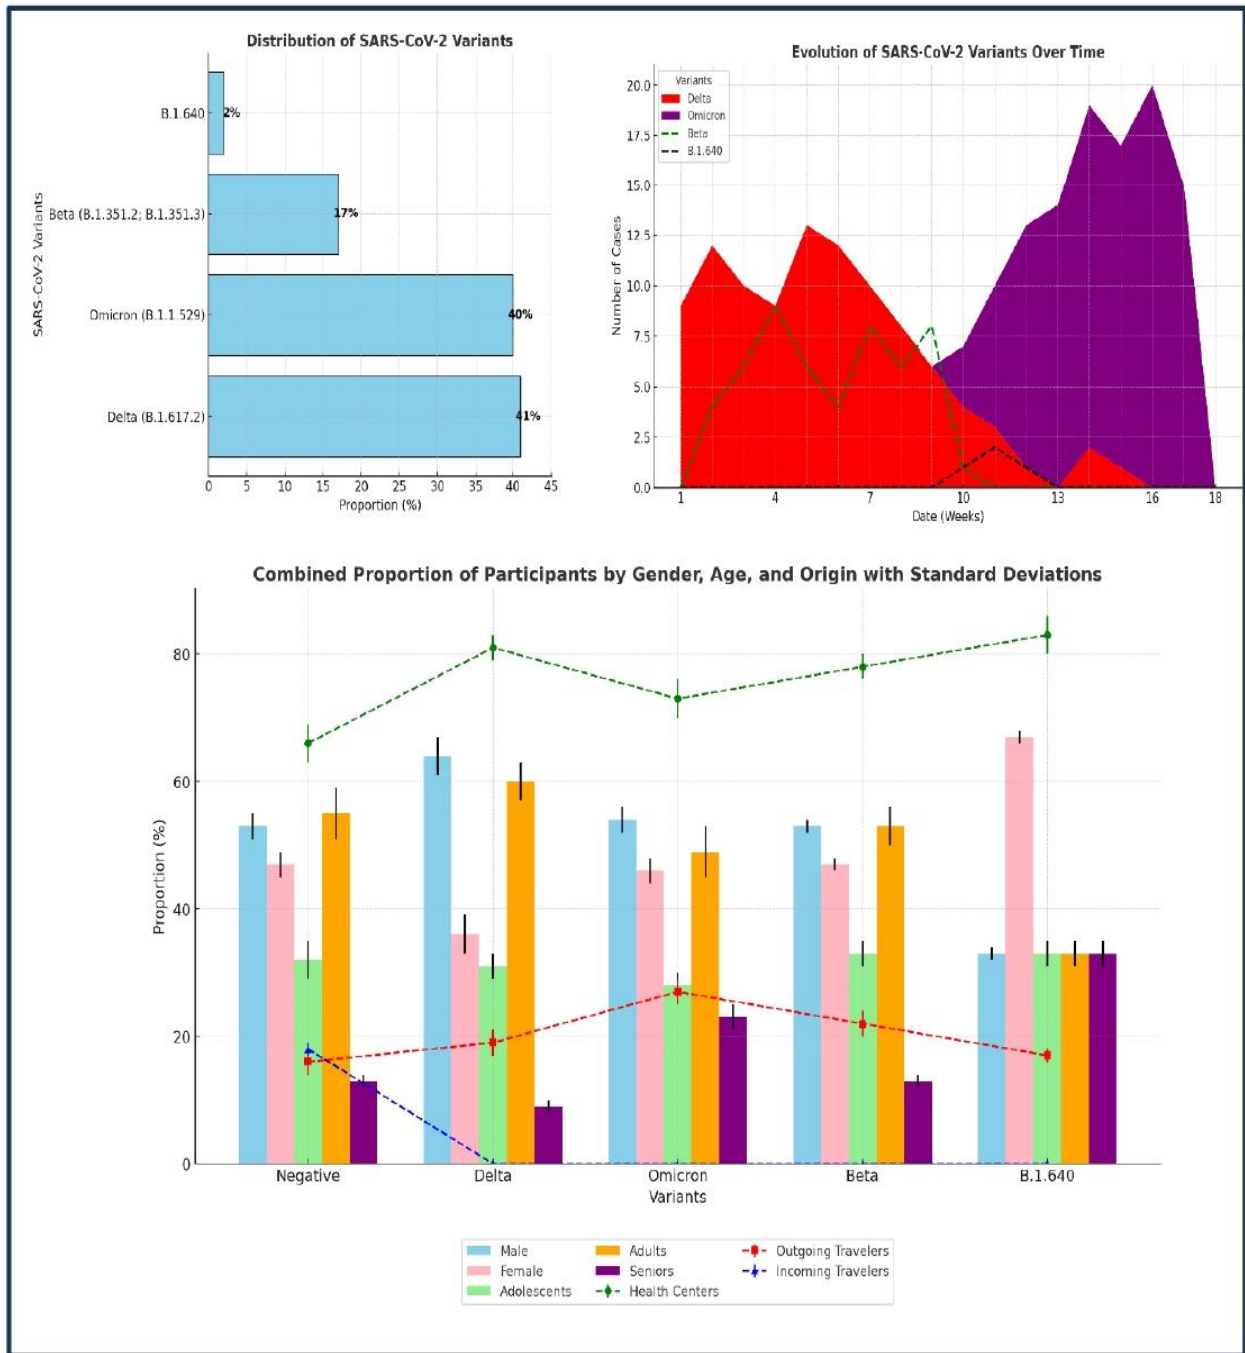 Distribution of SARS-CoV-2 Variants
SARS-CoV-2 Variants
B.1.640
2%
Beta (B.1.351.2; B.1.351.3)
17%
Omicron (B.1.1.529)
40%
Delta (B.1.617.2)
41%
0 5 10 15 20 25 30 35 40 45
Proportion (%)
Evolution of SARS-CoV-2 Variants Over Time
Variants
Delta
Omicron
Beta
B.1.640
Number of Cases
20.0
17.5
15.0
12.5
10.0
7.5
5.0
2.5
0.0
1 4 7 10 13 16 18
Date (Weeks)
Combined Proportion of Participants by Gender, Age, and Origin with Standard Deviations
Proportion (%)
80
60
40
20
0
Negative Delta Omicron Beta B.1.640
Variants
Male Adults Outgoing Travelers
Female Seniors Incoming Travelers
Adolescents Health Centers